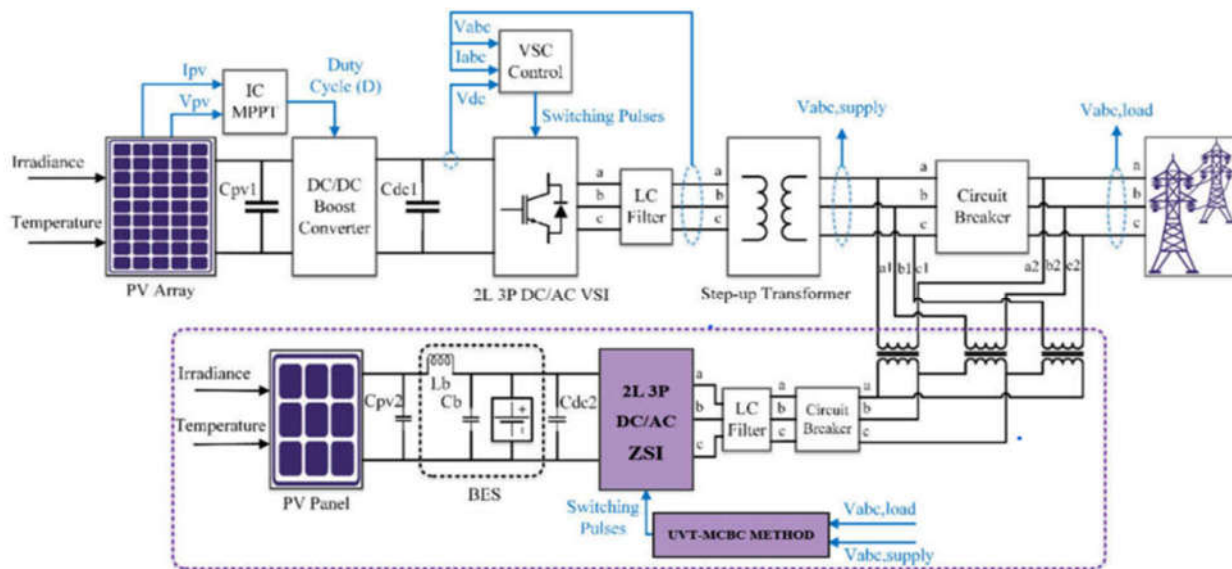 Vabc
Iabc
Vdc
VSC
Control
Ipv
Vpv
IC
MPPT
Duty
Cycle (D)
Switching Pulses
Vabc,supply
Vabc,load
Irradiance
Temperature
Cpv1
DC/DC
Boost
Converter
Cdc1
a
b
c
LC
Filter
a
b
c
a
b
c
Circuit
Breaker
a
b
c
PV Array
2L 3P DC/AC VSI
Step-up Transformer
a1 b1 c1
a2 b2 c2
Irradiance
Temperature
Cpv2
Lb
Cb
Cdc2
2L 3P
DC/AC
ZSI
a
b
c
LC
Filter
a
b
c
Circuit
Breaker
b
c
PV Panel
BES
Switching
Pulses
UVT-MCBC METHOD
Vabc,load
Vabc,supply